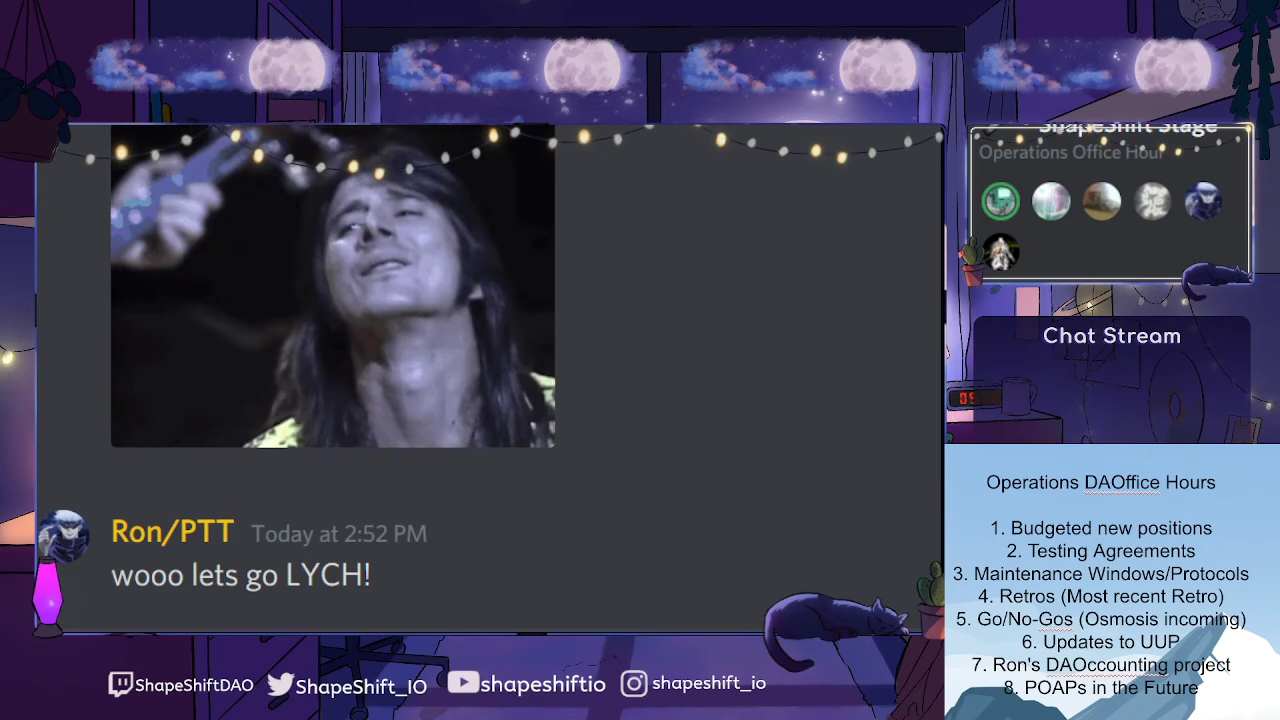 ShapeShift Stage
Operations Office Hour
Chat Stream
09
Ron/PTT Today at 2:52 PM
wooo lets go LYCH!
Operations DAOffice Hours
1. Budgeted new positions
2. Testing Agreements
3. Maintenance Windows/Protocols
4. Retros (Most recent Retro)
5. Go/No-Gos (Osmosis incoming)
6. Updates to UUP
7. Ron's DAOccounting project
8. POAPs in the Future
ShapeShiftDAO ShapeShift_IO shapeshiftio shapeshift_io